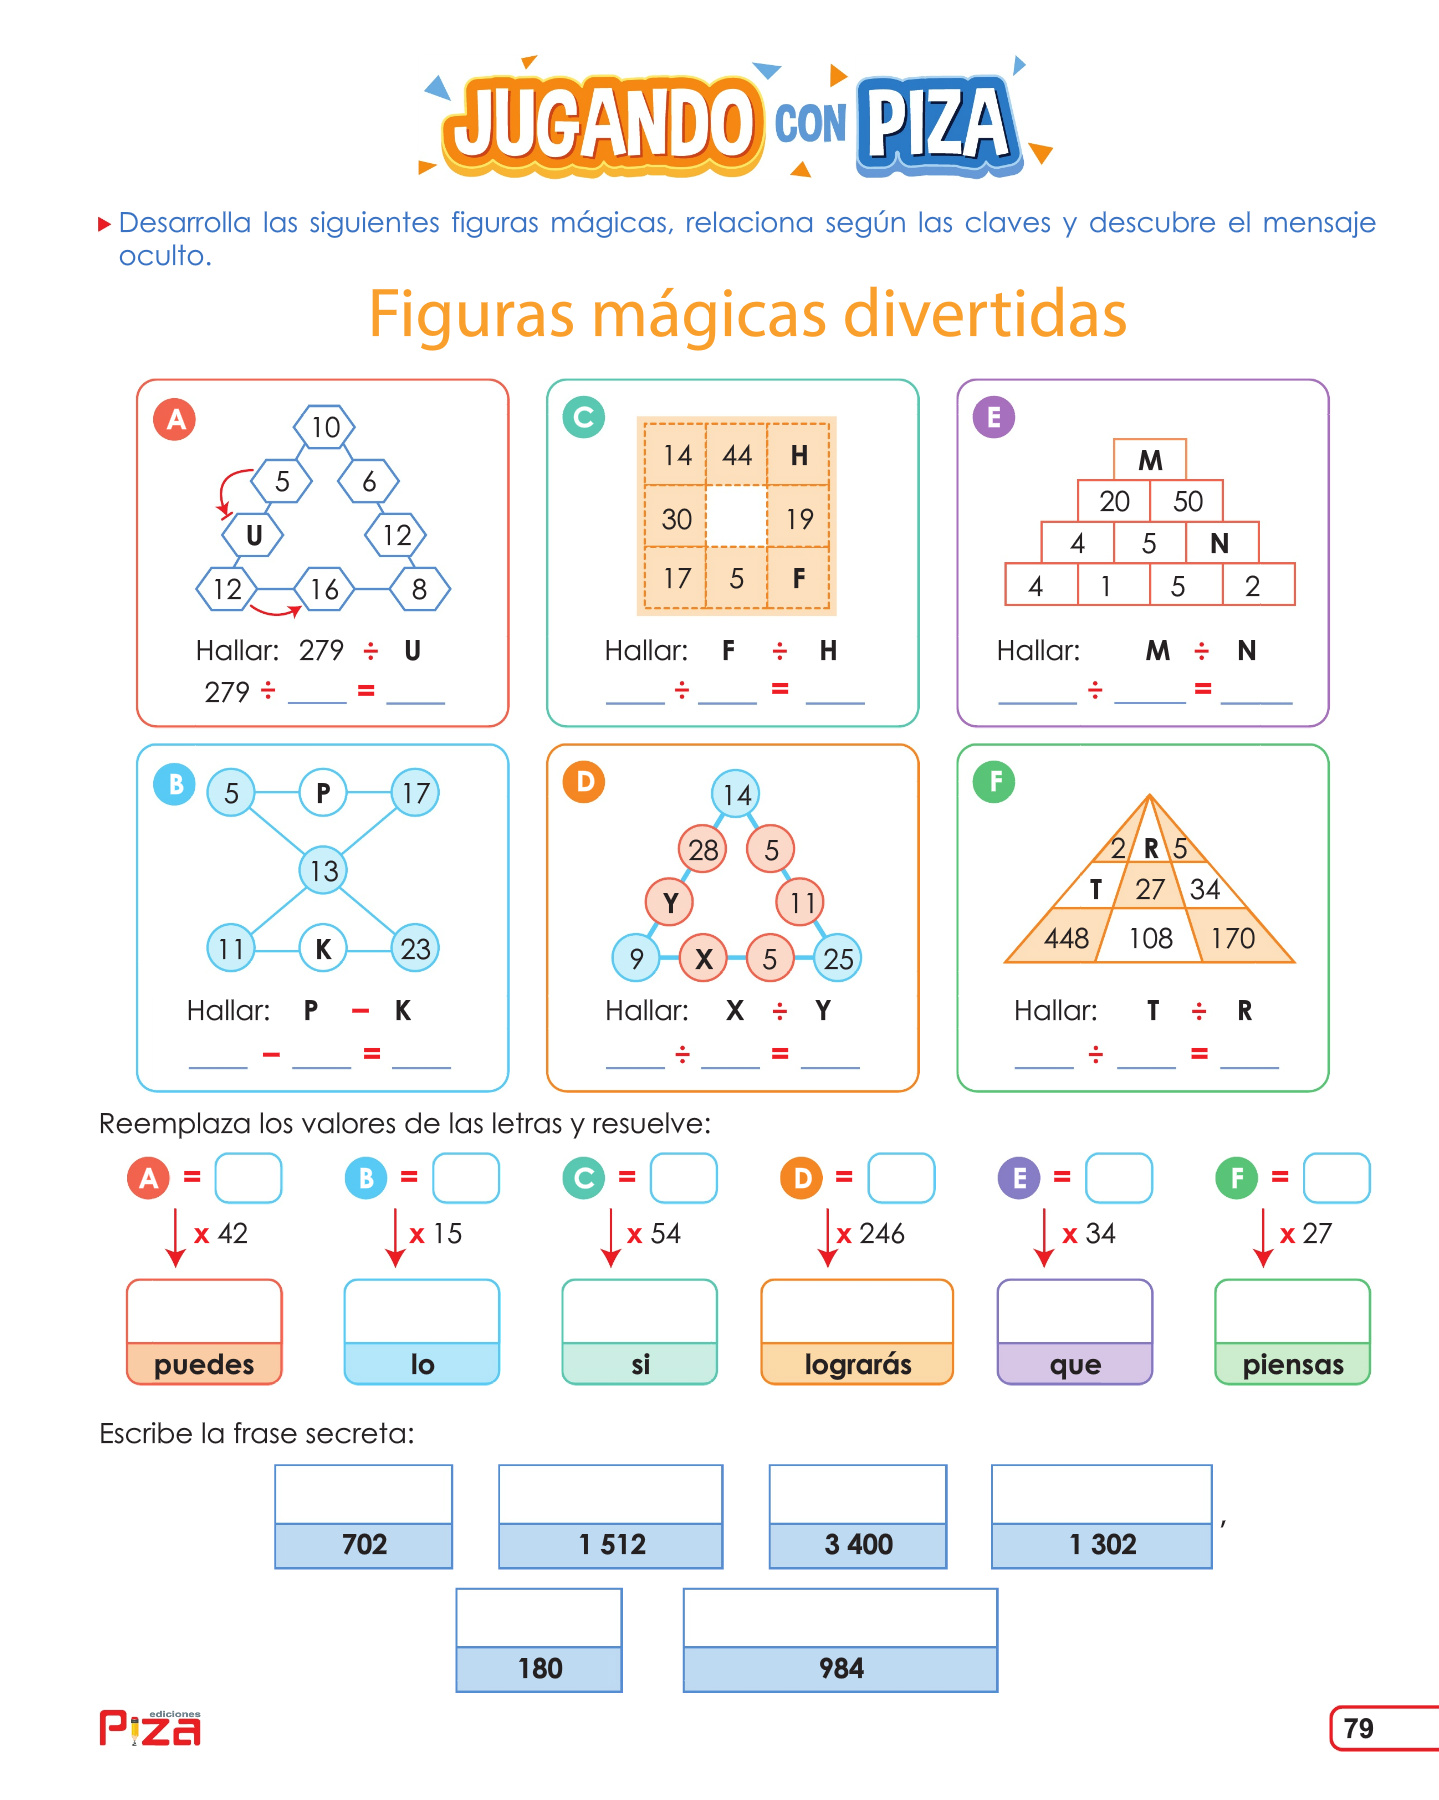 JUGANDO CON PIZA
Desarrolla las siguientes figuras mágicas, relaciona según las claves y descubre el mensaje
oculto.
Figuras mágicas divertidas
A
10
5 6
U 12
12 16 8
Hallar: 279 ÷ U
279 ÷ ____ = ____
C
14 44 H
30 19
17 5 F
Hallar: F ÷ H
____ ÷ ____ = ____
E
M
20 50
4 5 N
4 1 5 2
Hallar: M ÷ N
____ ÷ ____ = ____
B
5 P 17
13
11 K 23
Hallar: P − K
____ − ____ = ____
D
14
28 5
Y 11
9 X 5 25
Hallar: X ÷ Y
____ ÷ ____ = ____
F
2 R 5
T 27 34
448 108 170
Hallar: T ÷ R
____ ÷ ____ = ____
Reemplaza los valores de las letras y resuelve:
A = B = C = D = E = F =
x 42 x 15 x 54 x 246 x 34 x 27
puedes lo si lograrás que piensas
Escribe la frase secreta:
702 1 512 3 400 1 302 ,
180 984
ediciones
Piza
79